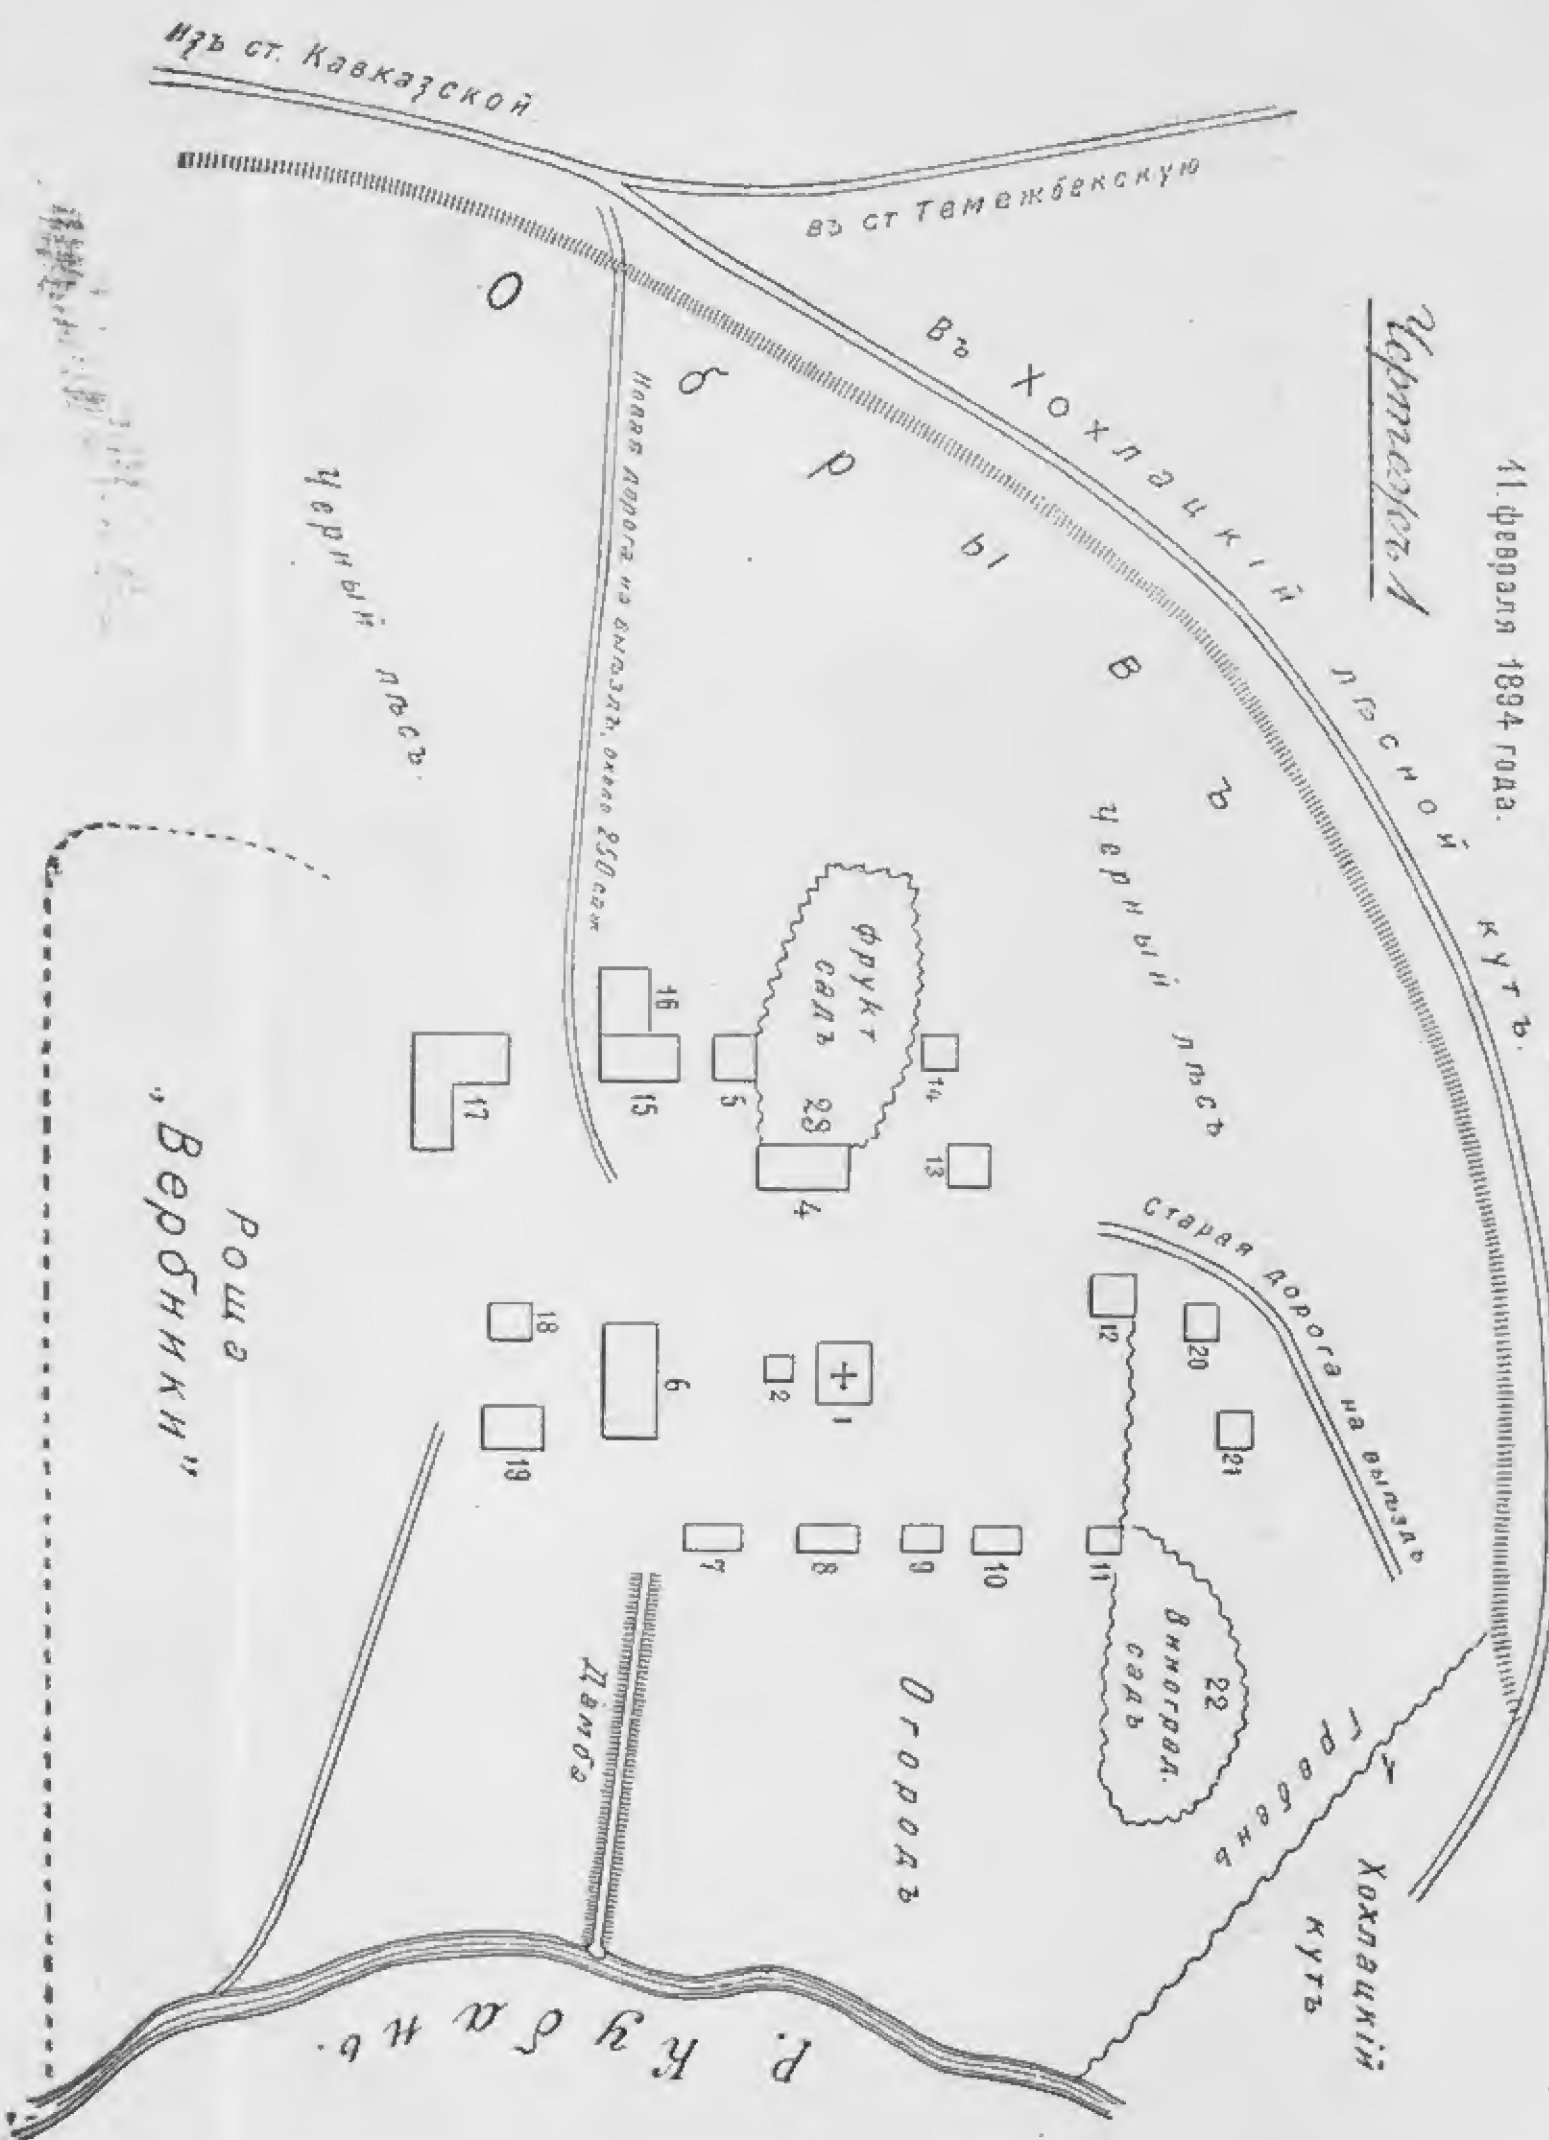 11 февраля 1894 года.
Чертежъ 1
Изъ ст. Кавказской
въ ст Темежбекскую
Въ Хохлацкій лѣсной кутъ.
Обрывъ
Новая дорога на выѣздъ, около 250 саж
Черный лѣсъ.
Черный лѣсъ
фрукт
садъ
23
14
13
16
15
5
4
17
Старая дорога на выѣздъ
12
20
21
18
19
6
2
1
7
8
9
10
11
22
Виноград.
садъ
Роща
„Вербники"
Дамба
Огородъ
Гребень
Хохлацкій
кутъ
Р. Кубань.